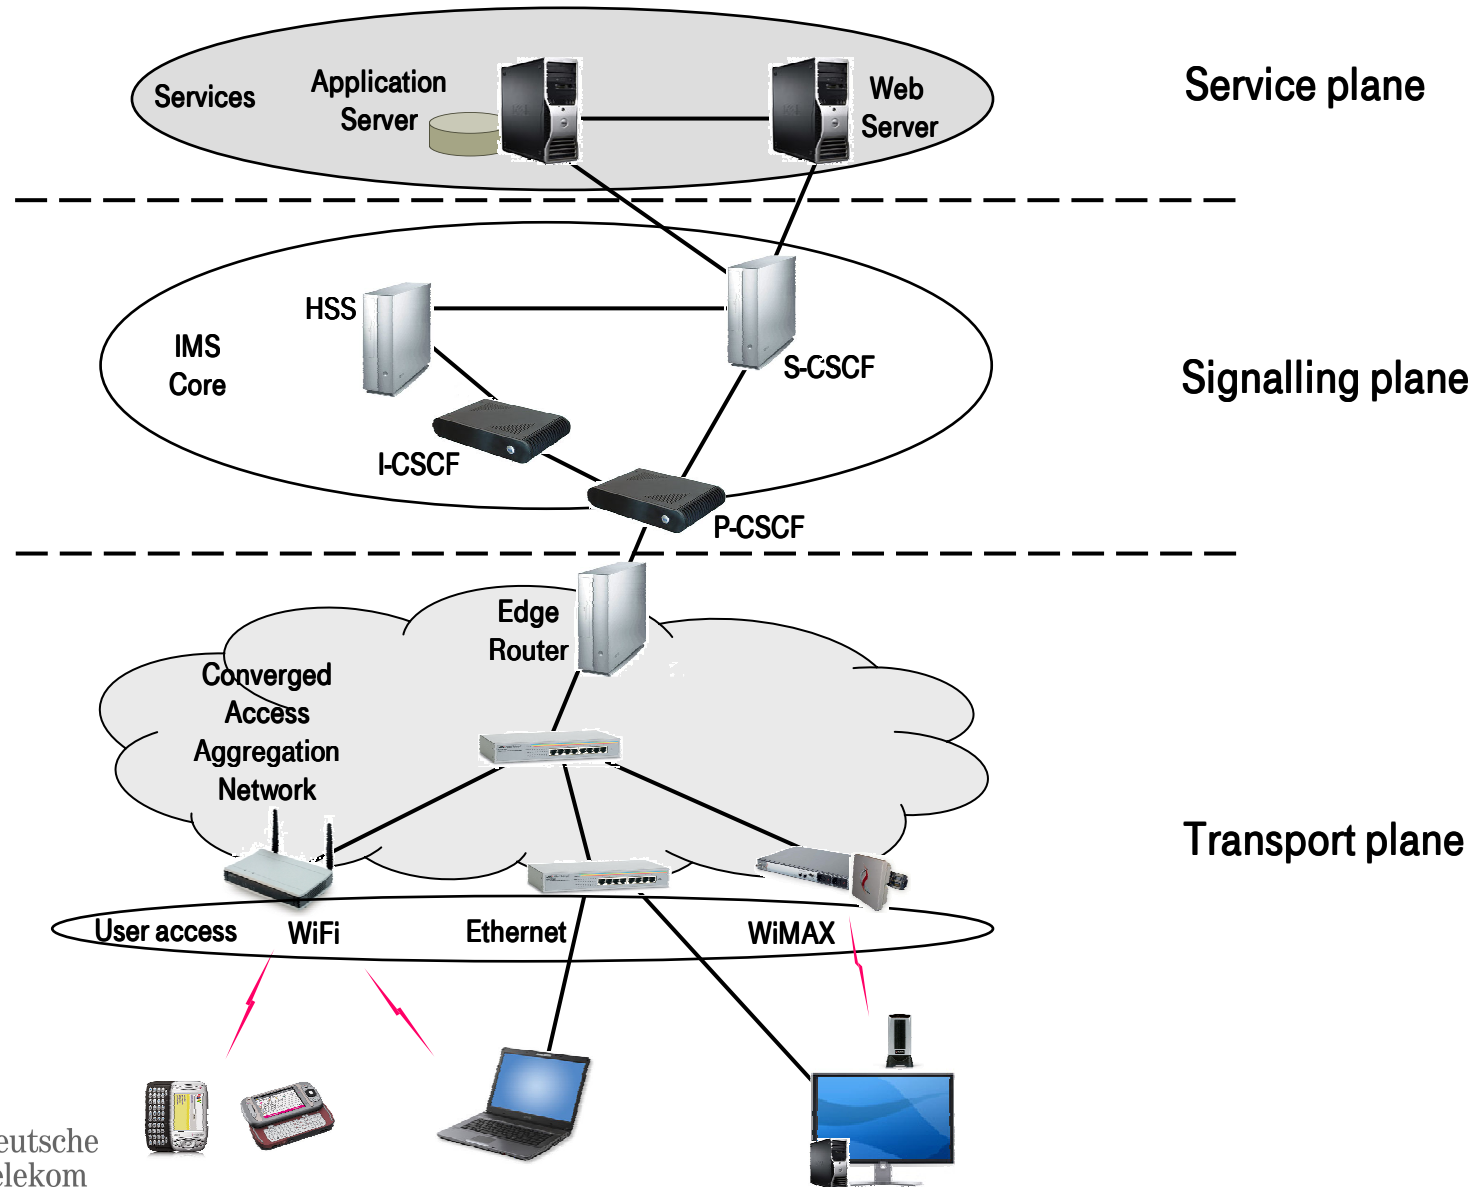 Service plane
Services
Application
Server
Web
Server
HSS
IMS
Core
S-CSCF
Signalling plane
I-CSCF
P-CSCF
Edge
Router
Converged
Access
Aggregation
Network
Transport plane
User access
WiFi
Ethernet
WiMAX
eutsche
elekom